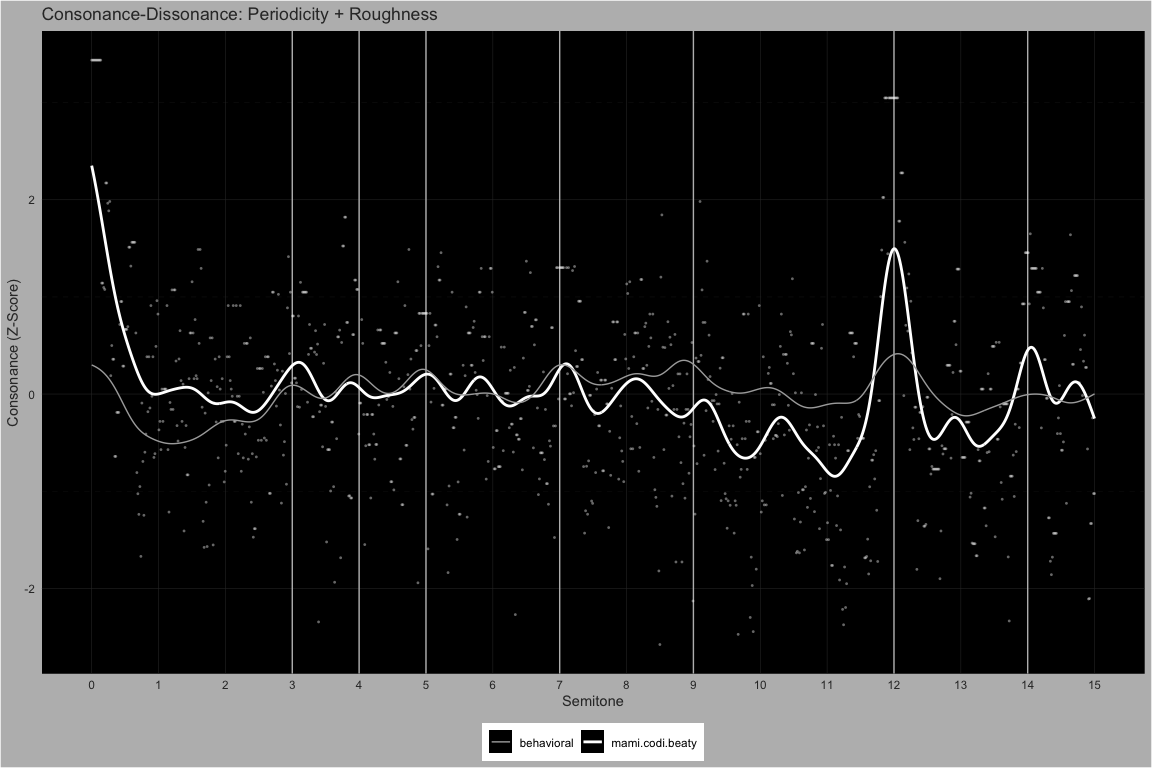 Consonance-Dissonance: Periodicity + Roughness
Consonance (Z-Score)
2
0
-2
0 1 2 3 4 5 6 7 8 9 10 11 12 13 14 15
Semitone
behavioral mami.codi.beaty